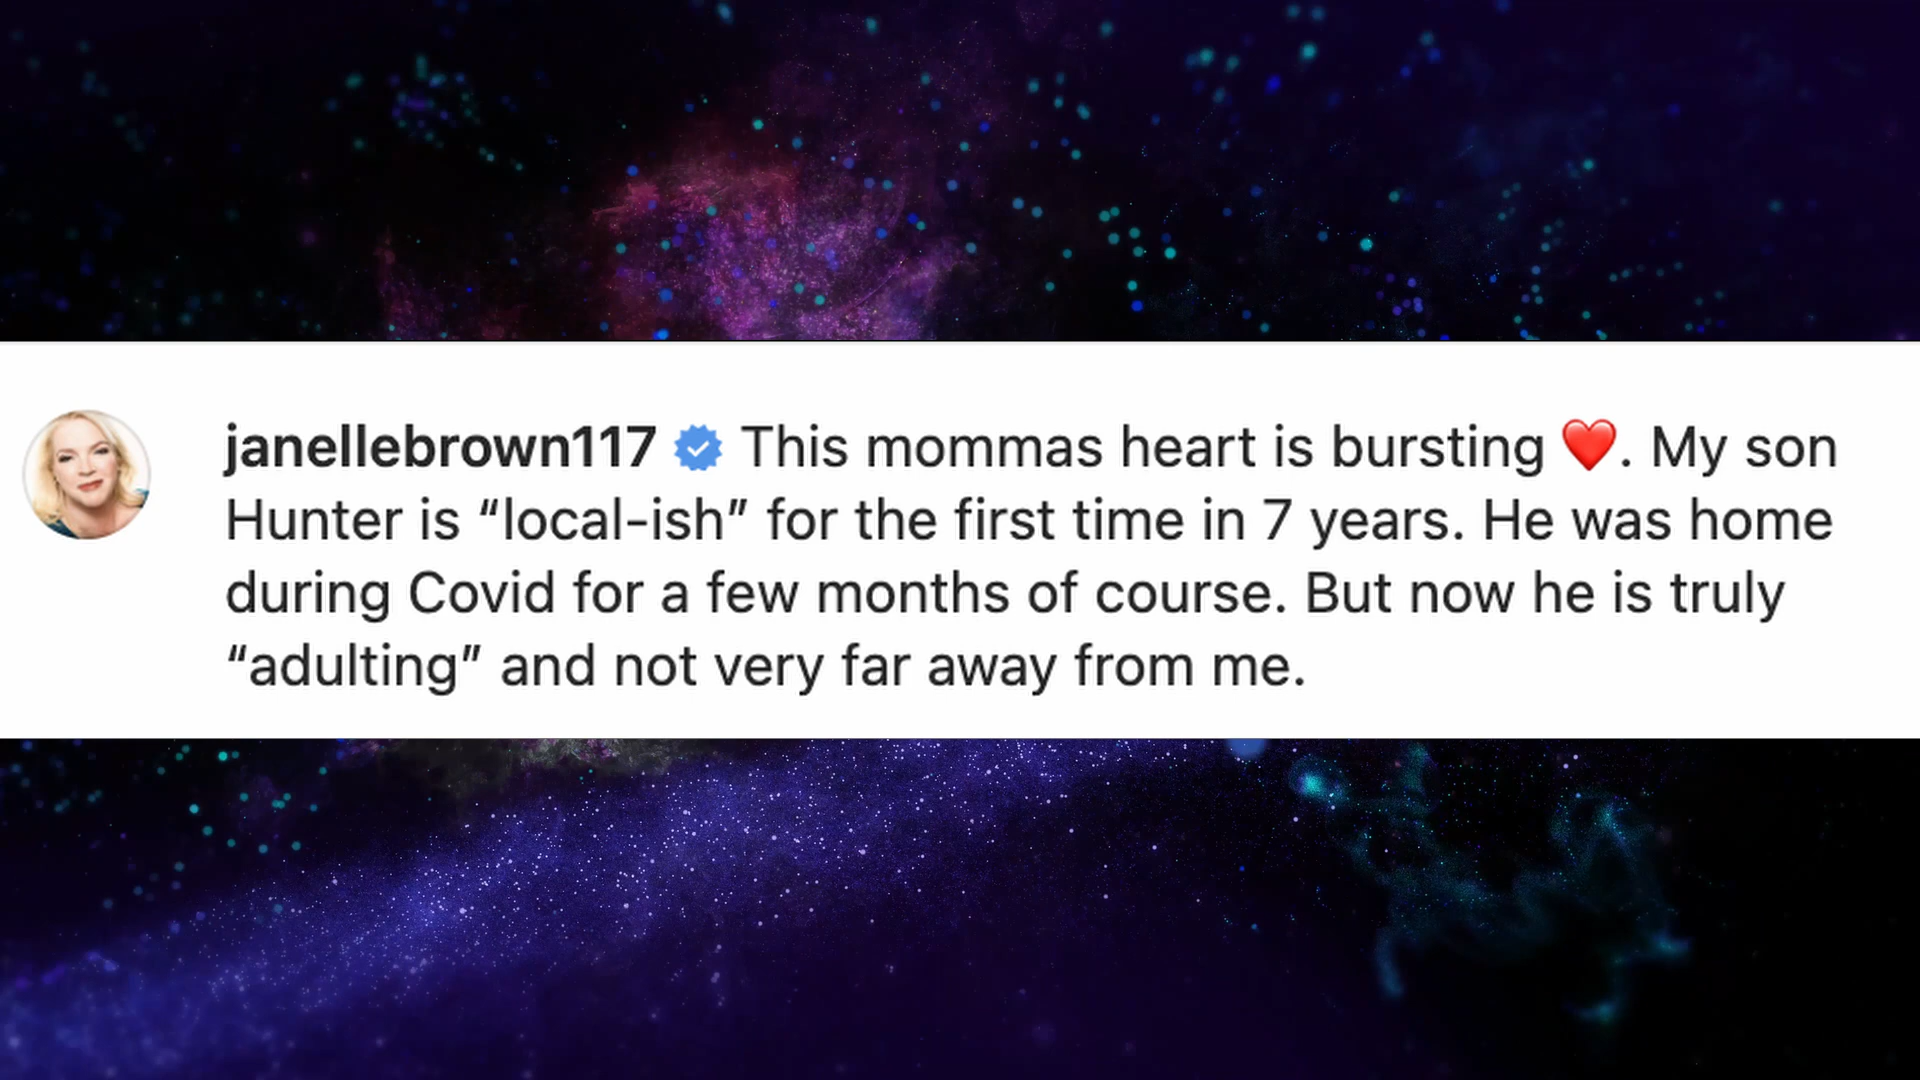 janellebrown117 This mommas heart is bursting ❤️. My son
Hunter is “local-ish” for the first time in 7 years. He was home
during Covid for a few months of course. But now he is truly
“adulting” and not very far away from me.